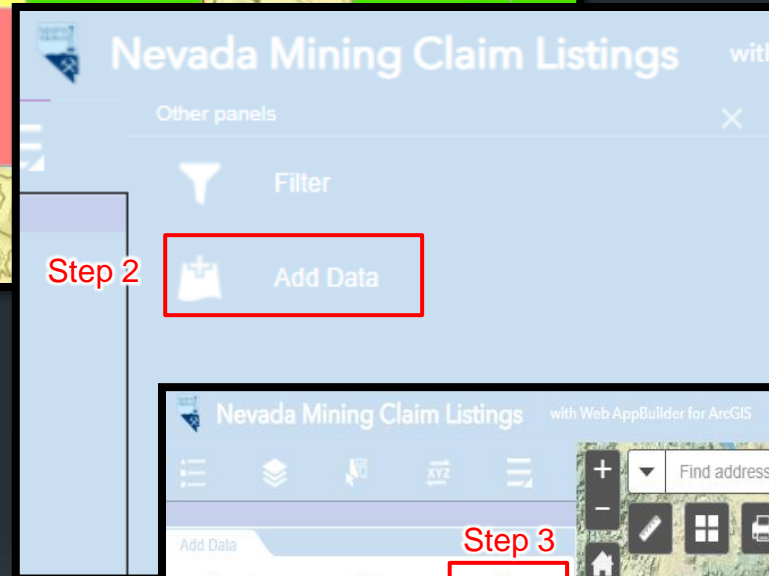 Nevada Mining Claim Listings
Other panels
Filter
Step 2
Add Data
Nevada Mining Claim Listings with Web AppBuilder for ArcGIS
XYZ
Find address
Add Data
Step 3